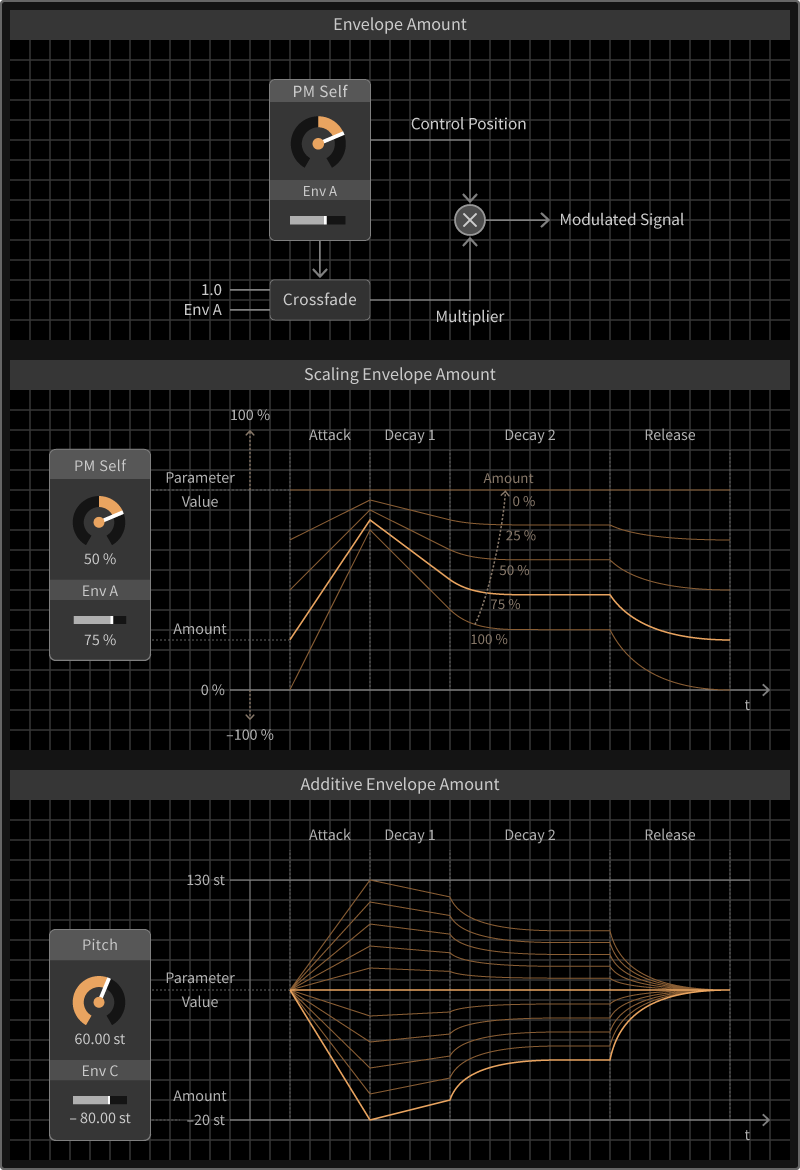 Envelope Amount
PM Self
Control Position
Env A
Modulated Signal
1.0
Env A
Crossfade
Multiplier
Scaling Envelope Amount
100 %
Attack
Decay 1
Decay 2
Release
PM Self
Parameter
Value
Amount
0 %
25 %
50 %
50 %
Env A
75 %
75 %
Amount
100 %
0 %
t
–100 %
Additive Envelope Amount
Attack
Decay 1
Decay 2
Release
130 st
Pitch
Parameter
Value
60.00 st
Env C
Amount
– 80.00 st
–20 st
t